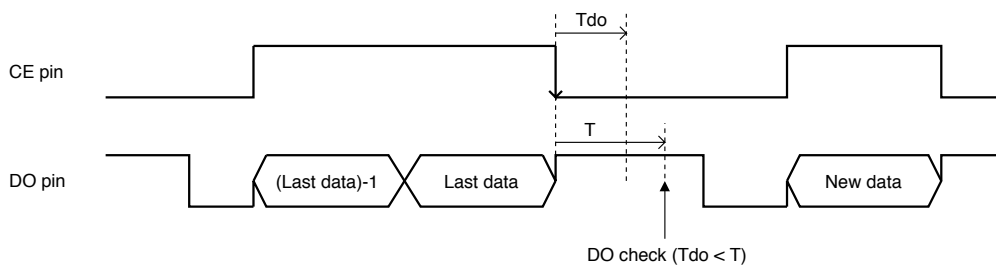 Tdo
CE pin
T
DO pin
(Last data)-1
Last data
New data
DO check (Tdo < T)